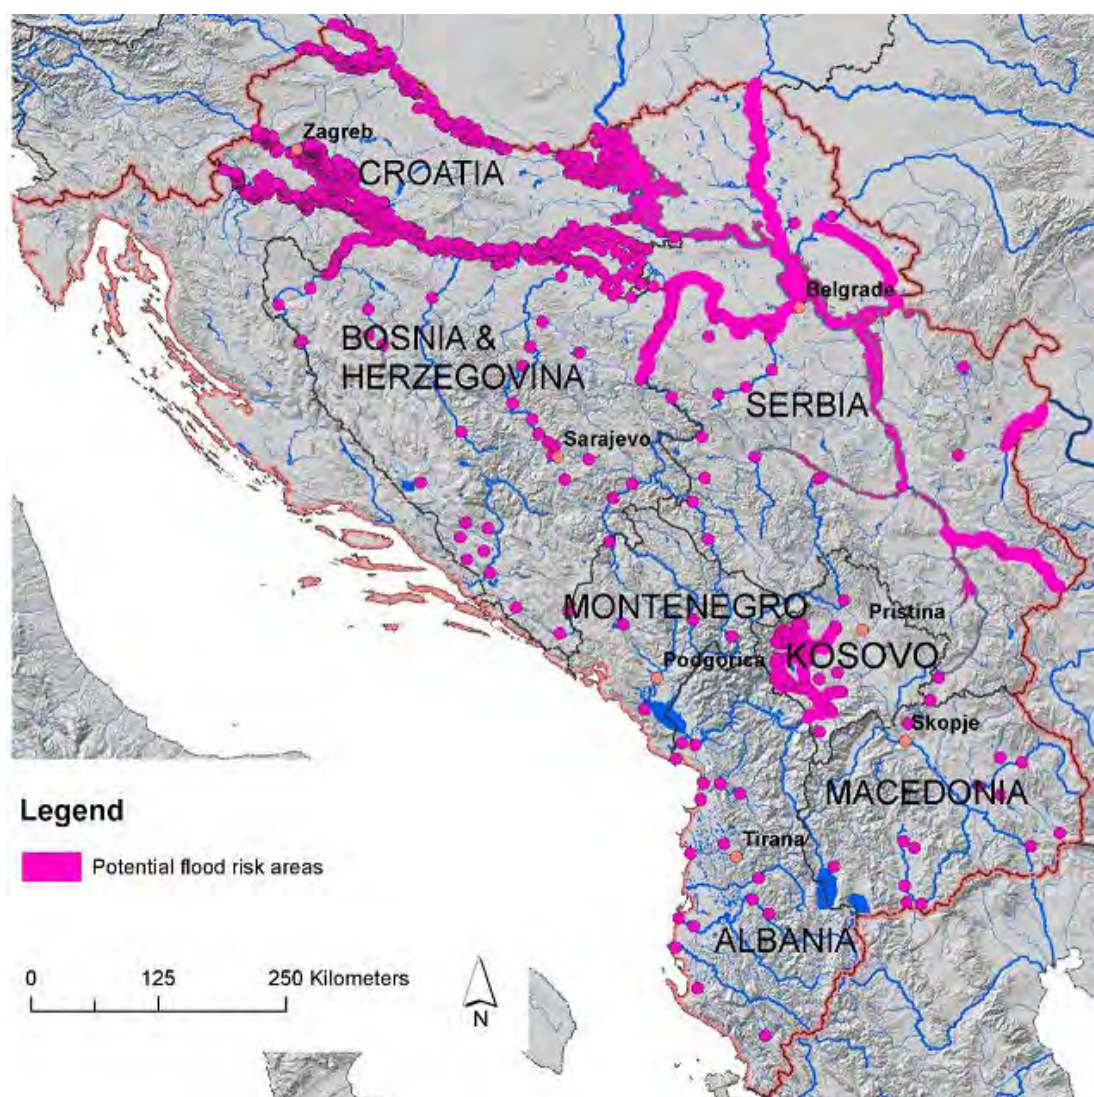 Zagreb
CROATIA
Belgrade
BOSNIA &
HERZEGOVINA
SERBIA
Sarajevo
MONTENEGRO
Pristina
KOSOVO
Podgorica
Skopje
MACEDONIA
Legend
Tirana
Potential flood risk areas
ALBANIA
0 125 250 Kilometers
N